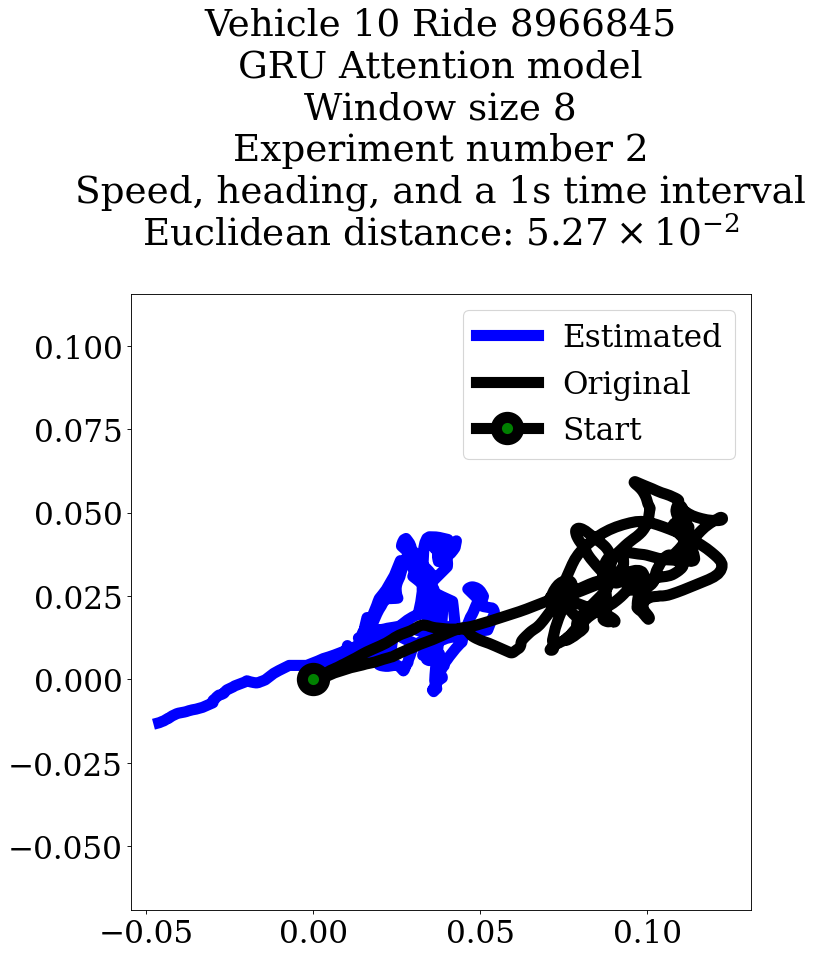 Vehicle 10 Ride 8966845
GRU Attention model
Window size 8
Experiment number 2
Speed, heading, and a 1s time interval
Euclidean distance: 5.27 × 10⁻²
Estimated
Original
Start
0.100
0.075
0.050
0.025
0.000
−0.025
−0.050
−0.05 0.00 0.05 0.10